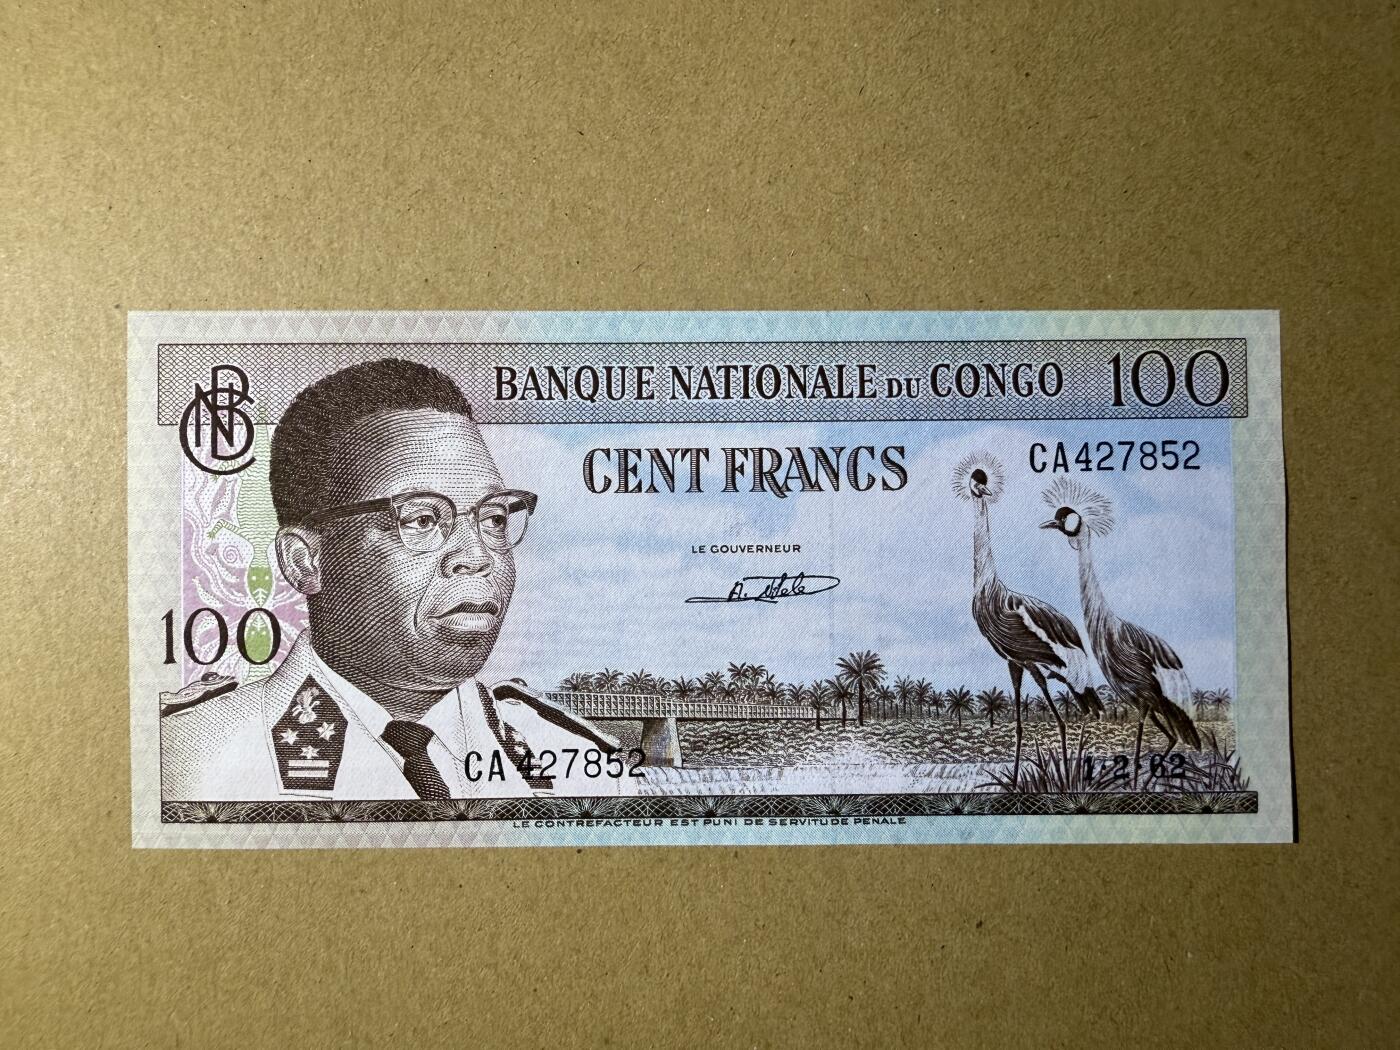 BNC
BANQUE NATIONALE DU CONGO 100
CENT FRANCS
CA427852
LE GOUVERNEUR
100
CA 427852
1·2·62
LE CONTREFACTEUR EST PUNI DE SERVITUDE PENALE